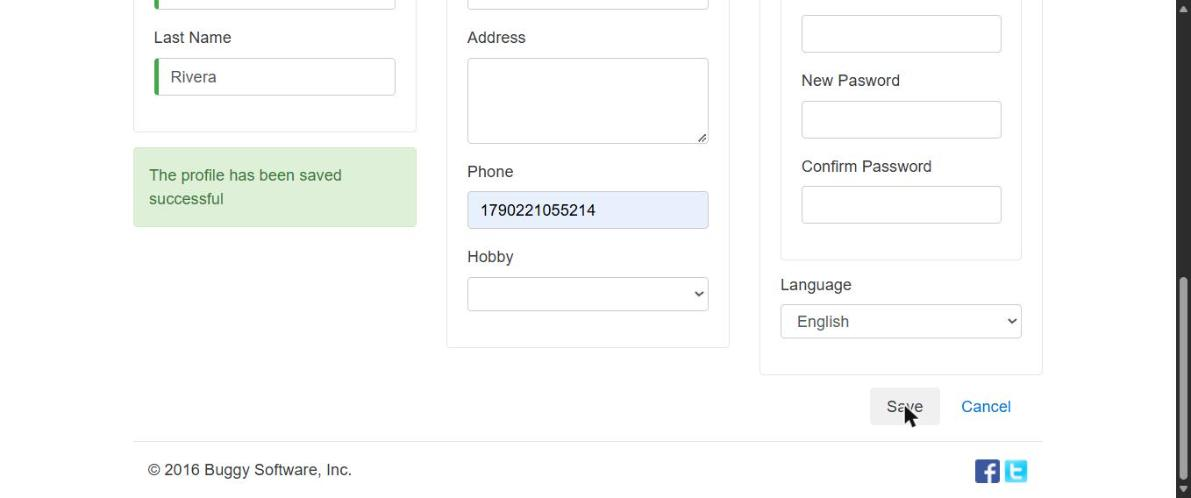 Last Name
Rivera
The profile has been saved
successful
Address
Phone
1790221055214
Hobby
New Pasword
Confirm Password
Language
English
Save
Cancel
© 2016 Buggy Software, Inc.